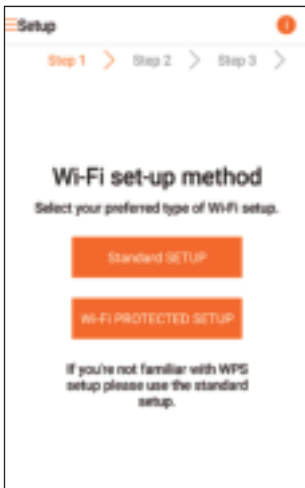 Setup
Step 1 Step 2 Step 3
Wi-Fi set-up method
Select your preferred type of Wi-Fi setup.
Standard SETUP
Wi-Fi PROTECTED SETUP
If you're not familiar with WPS
setup please use the standard
setup.